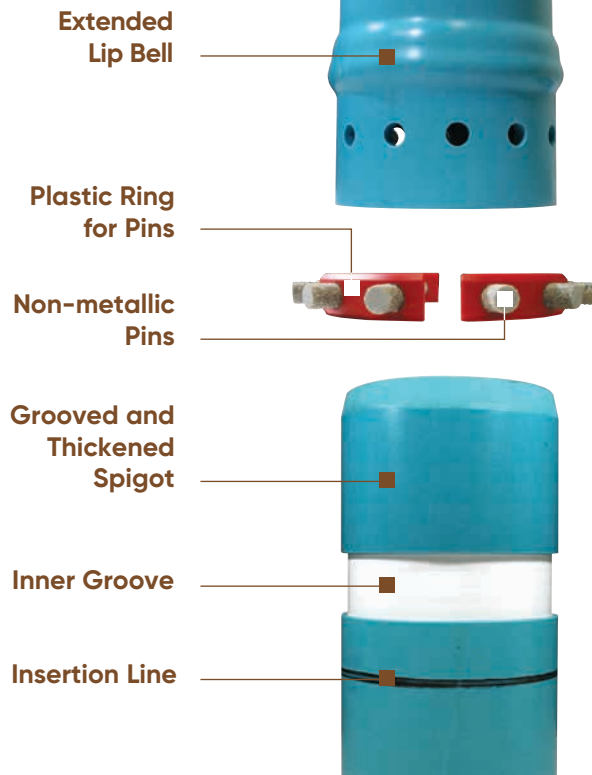 Extended
Lip Bell
Plastic Ring
for Pins
Non-metallic
Pins
Grooved and
Thickened
Spigot
Inner Groove
Insertion Line